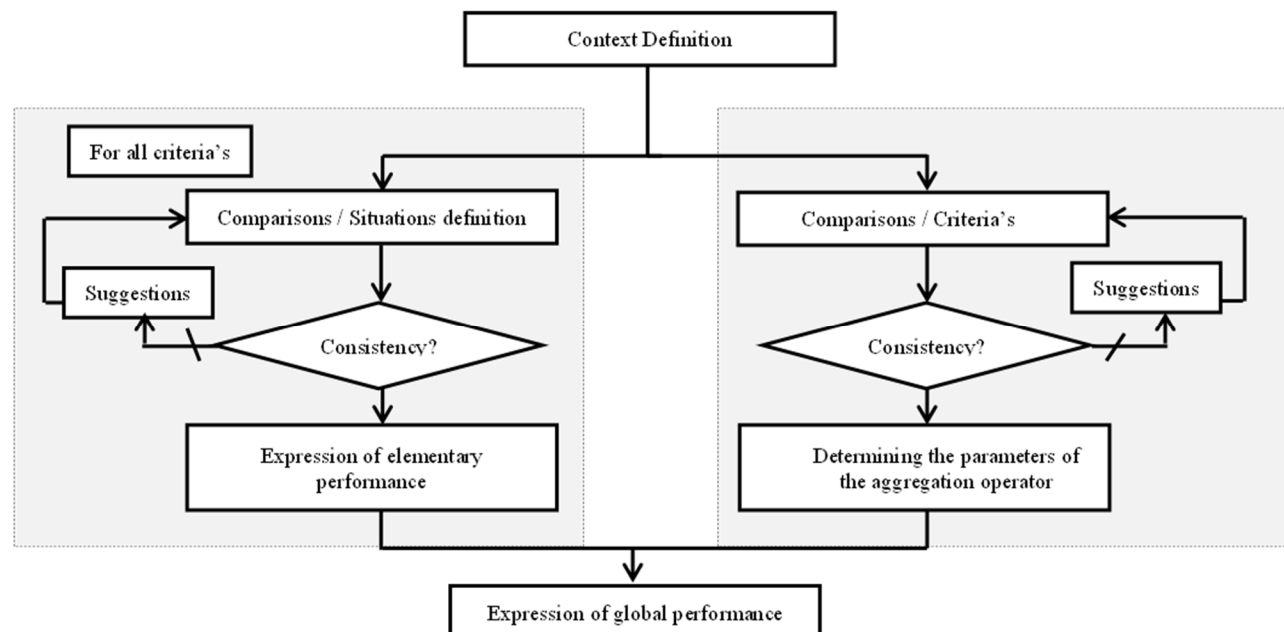 Context Definition
For all criteria's
Comparisons / Situations definition
Suggestions
Consistency?
Expression of elementary
performance
Comparisons / Criteria's
Suggestions
Consistency?
Determining the parameters of
the aggregation operator
Expression of global performance